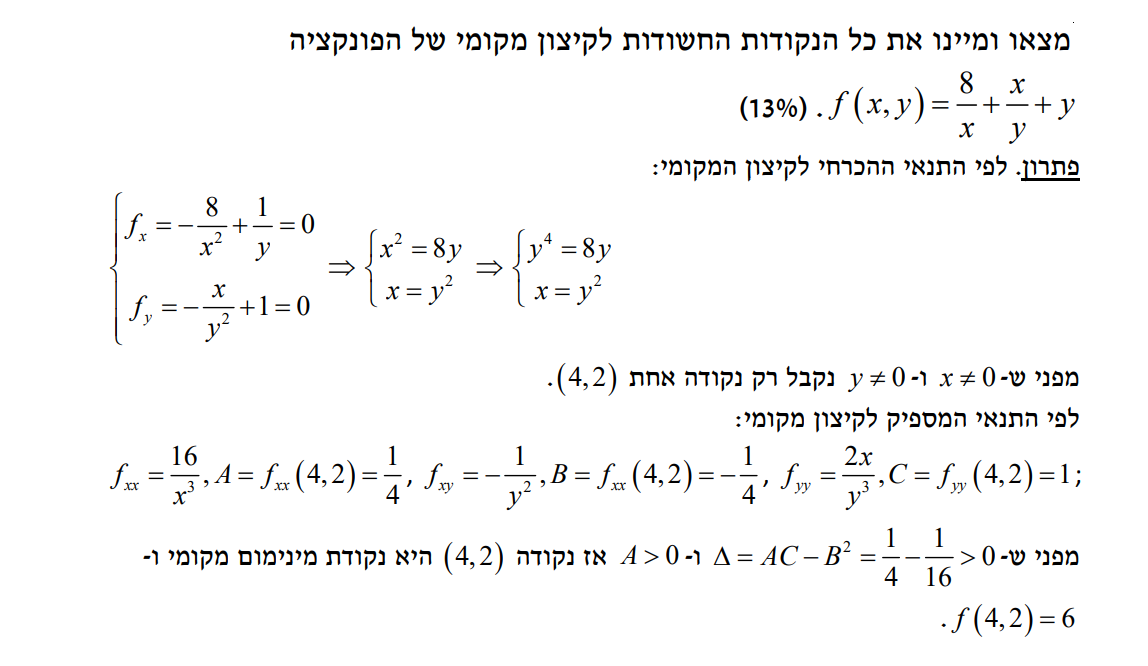 מצאו ומיינו את כל הנקודות החשודות לקיצון מקומי של הפונקציה
(13%) . f(x,y) = 8/x + x/y + y
פתרון. לפי התנאי ההכרחי לקיצון המקומי:
{ f_x = -8/x² + 1/y = 0 ; f_y = -x/y² + 1 = 0 ⇒ { x² = 8y ; x = y² ⇒ { y⁴ = 8y ; x = y²
מפני ש- x ≠ 0 ו- y ≠ 0 נקבל רק נקודה אחת (4,2).
לפי התנאי המספיק לקיצון מקומי:
f_xx = 16/x³, A = f_xx(4,2) = 1/4, f_xy = -1/y², B = f_xx(4,2) = -1/4, f_yy = 2x/y³, C = f_yy(4,2) = 1;
מפני ש- Δ = AC - B² = 1/4 - 1/16 > 0 ו- A > 0 אז נקודה (4,2) היא נקודת מינימום מקומי ו-
. f(4,2) = 6